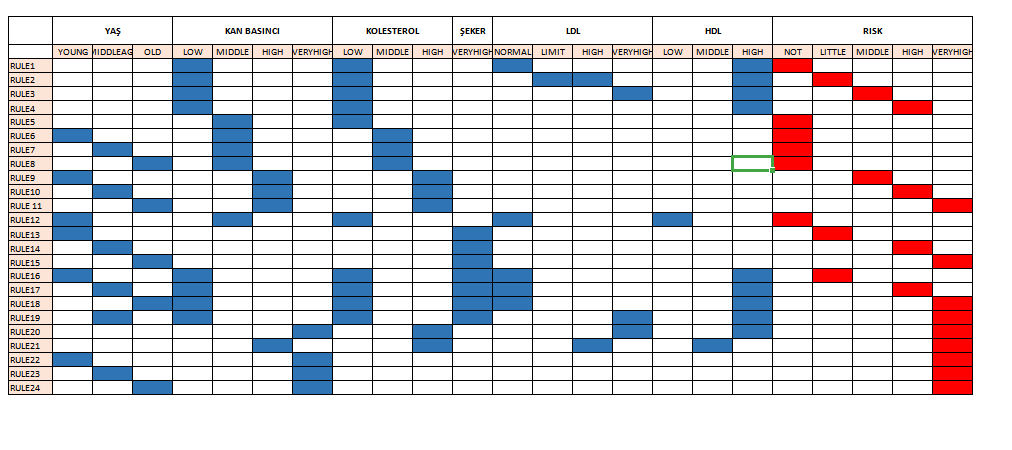 YAŞ KAN BASINCI KOLESTEROL ŞEKER LDL HDL RISK
YOUNG MIDDLEAG OLD LOW MIDDLE HIGH VERYHIGH LOW MIDDLE HIGH VERYHIGH NORMAL LIMIT HIGH VERYHIGH LOW MIDDLE HIGH NOT LITTLE MIDDLE HIGH VERYHIGH
RULE1
RULE2
RULE3
RULE4
RULE5
RULE6
RULE7
RULE8
RULE9
RULE10
RULE 11
RULE12
RULE13
RULE14
RULE15
RULE16
RULE17
RULE18
RULE19
RULE20
RULE21
RULE22
RULE23
RULE24